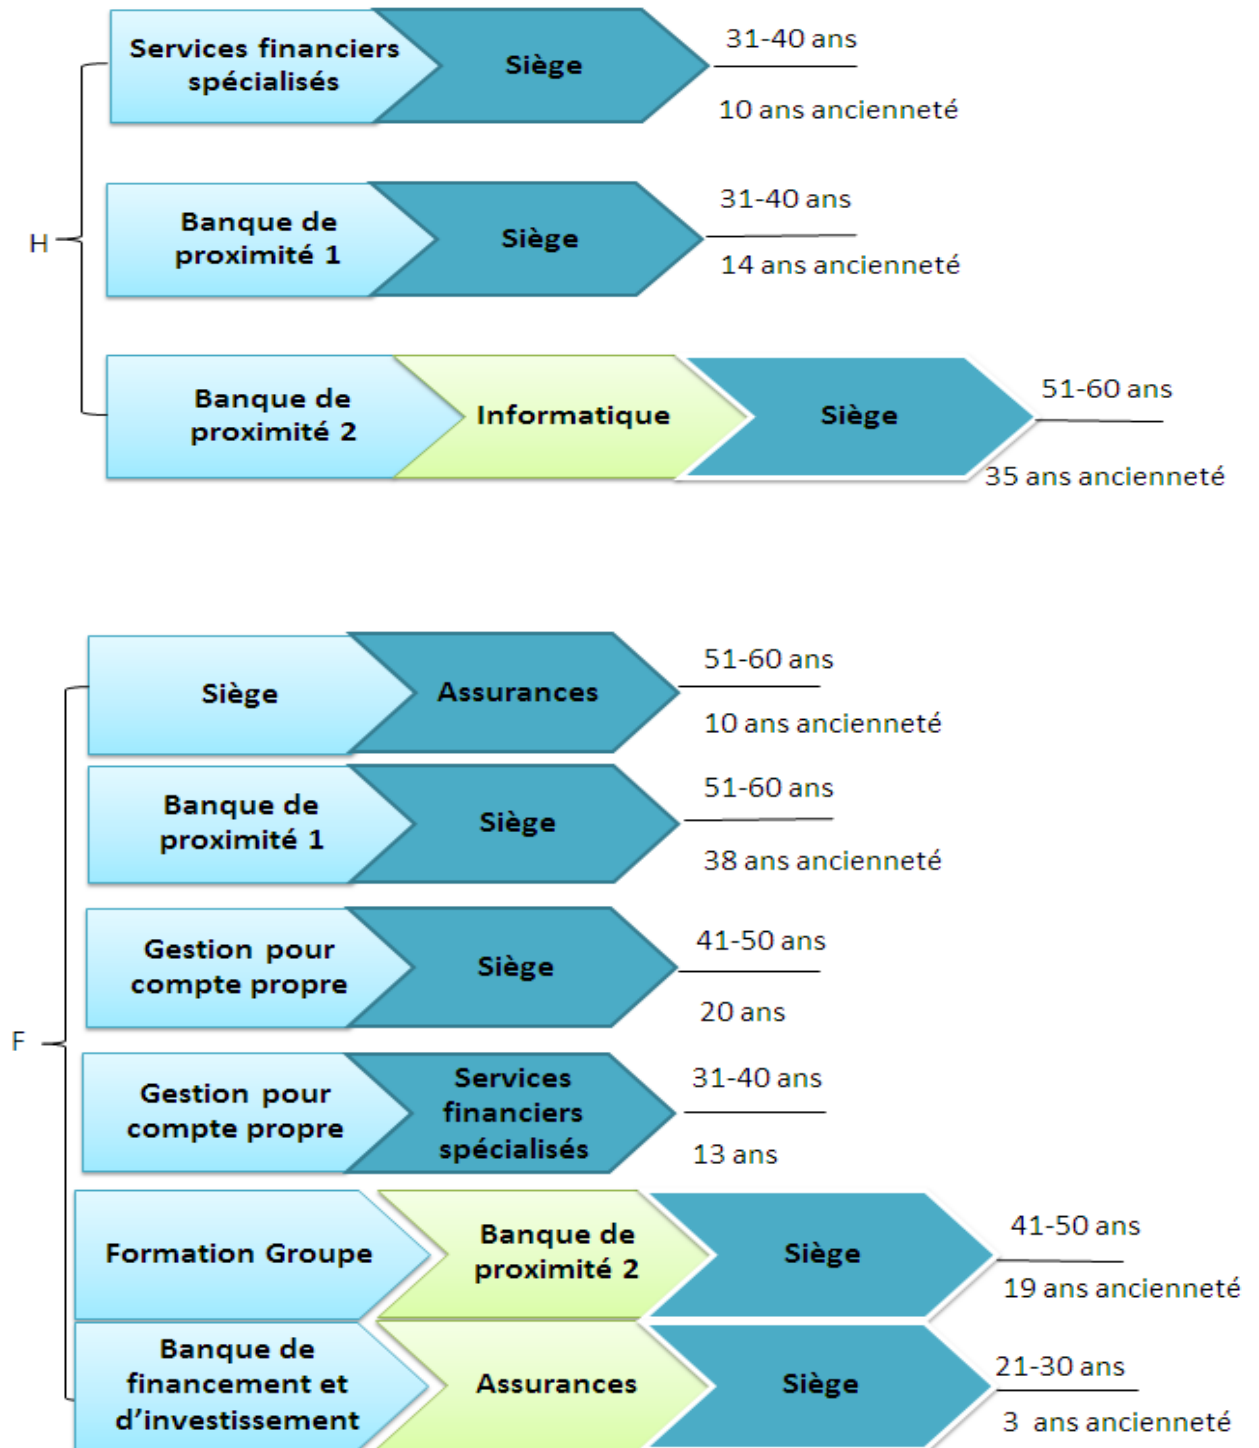 Services financiers
spécialisés
Siège
31-40 ans
10 ans ancienneté
H
Banque de
proximité 1
Siège
31-40 ans
14 ans ancienneté
Banque de
proximité 2
Informatique
Siège
51-60 ans
35 ans ancienneté
F
Siège
Assurances
51-60 ans
10 ans ancienneté
Banque de
proximité 1
Siège
51-60 ans
38 ans ancienneté
Gestion pour
compte propre
Siège
41-50 ans
20 ans
Gestion pour
compte propre
Services
financiers
spécialisés
31-40 ans
13 ans
Formation Groupe
Banque de
proximité 2
Siège
41-50 ans
19 ans ancienneté
Banque de
financement et
d’investissement
Assurances
Siège
21-30 ans
3 ans ancienneté